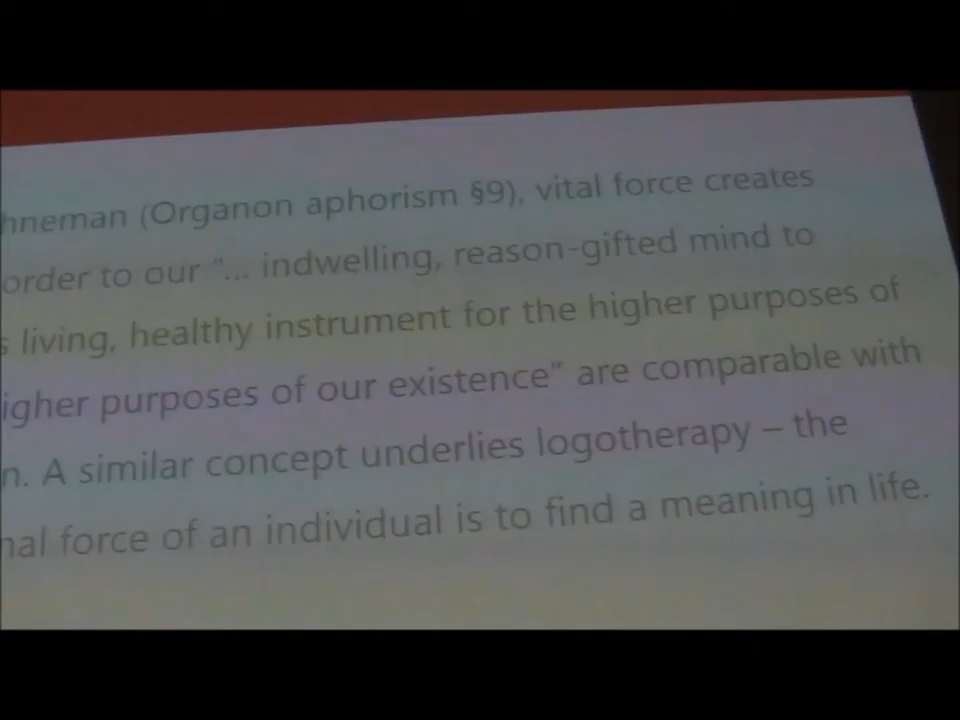 hneman (Organon aphorism §9), vital force creates
order to our "... indwelling, reason-gifted mind to
s living, healthy instrument for the higher purposes of
igher purposes of our existence" are comparable with
n. A similar concept underlies logotherapy – the
nal force of an individual is to find a meaning in life.